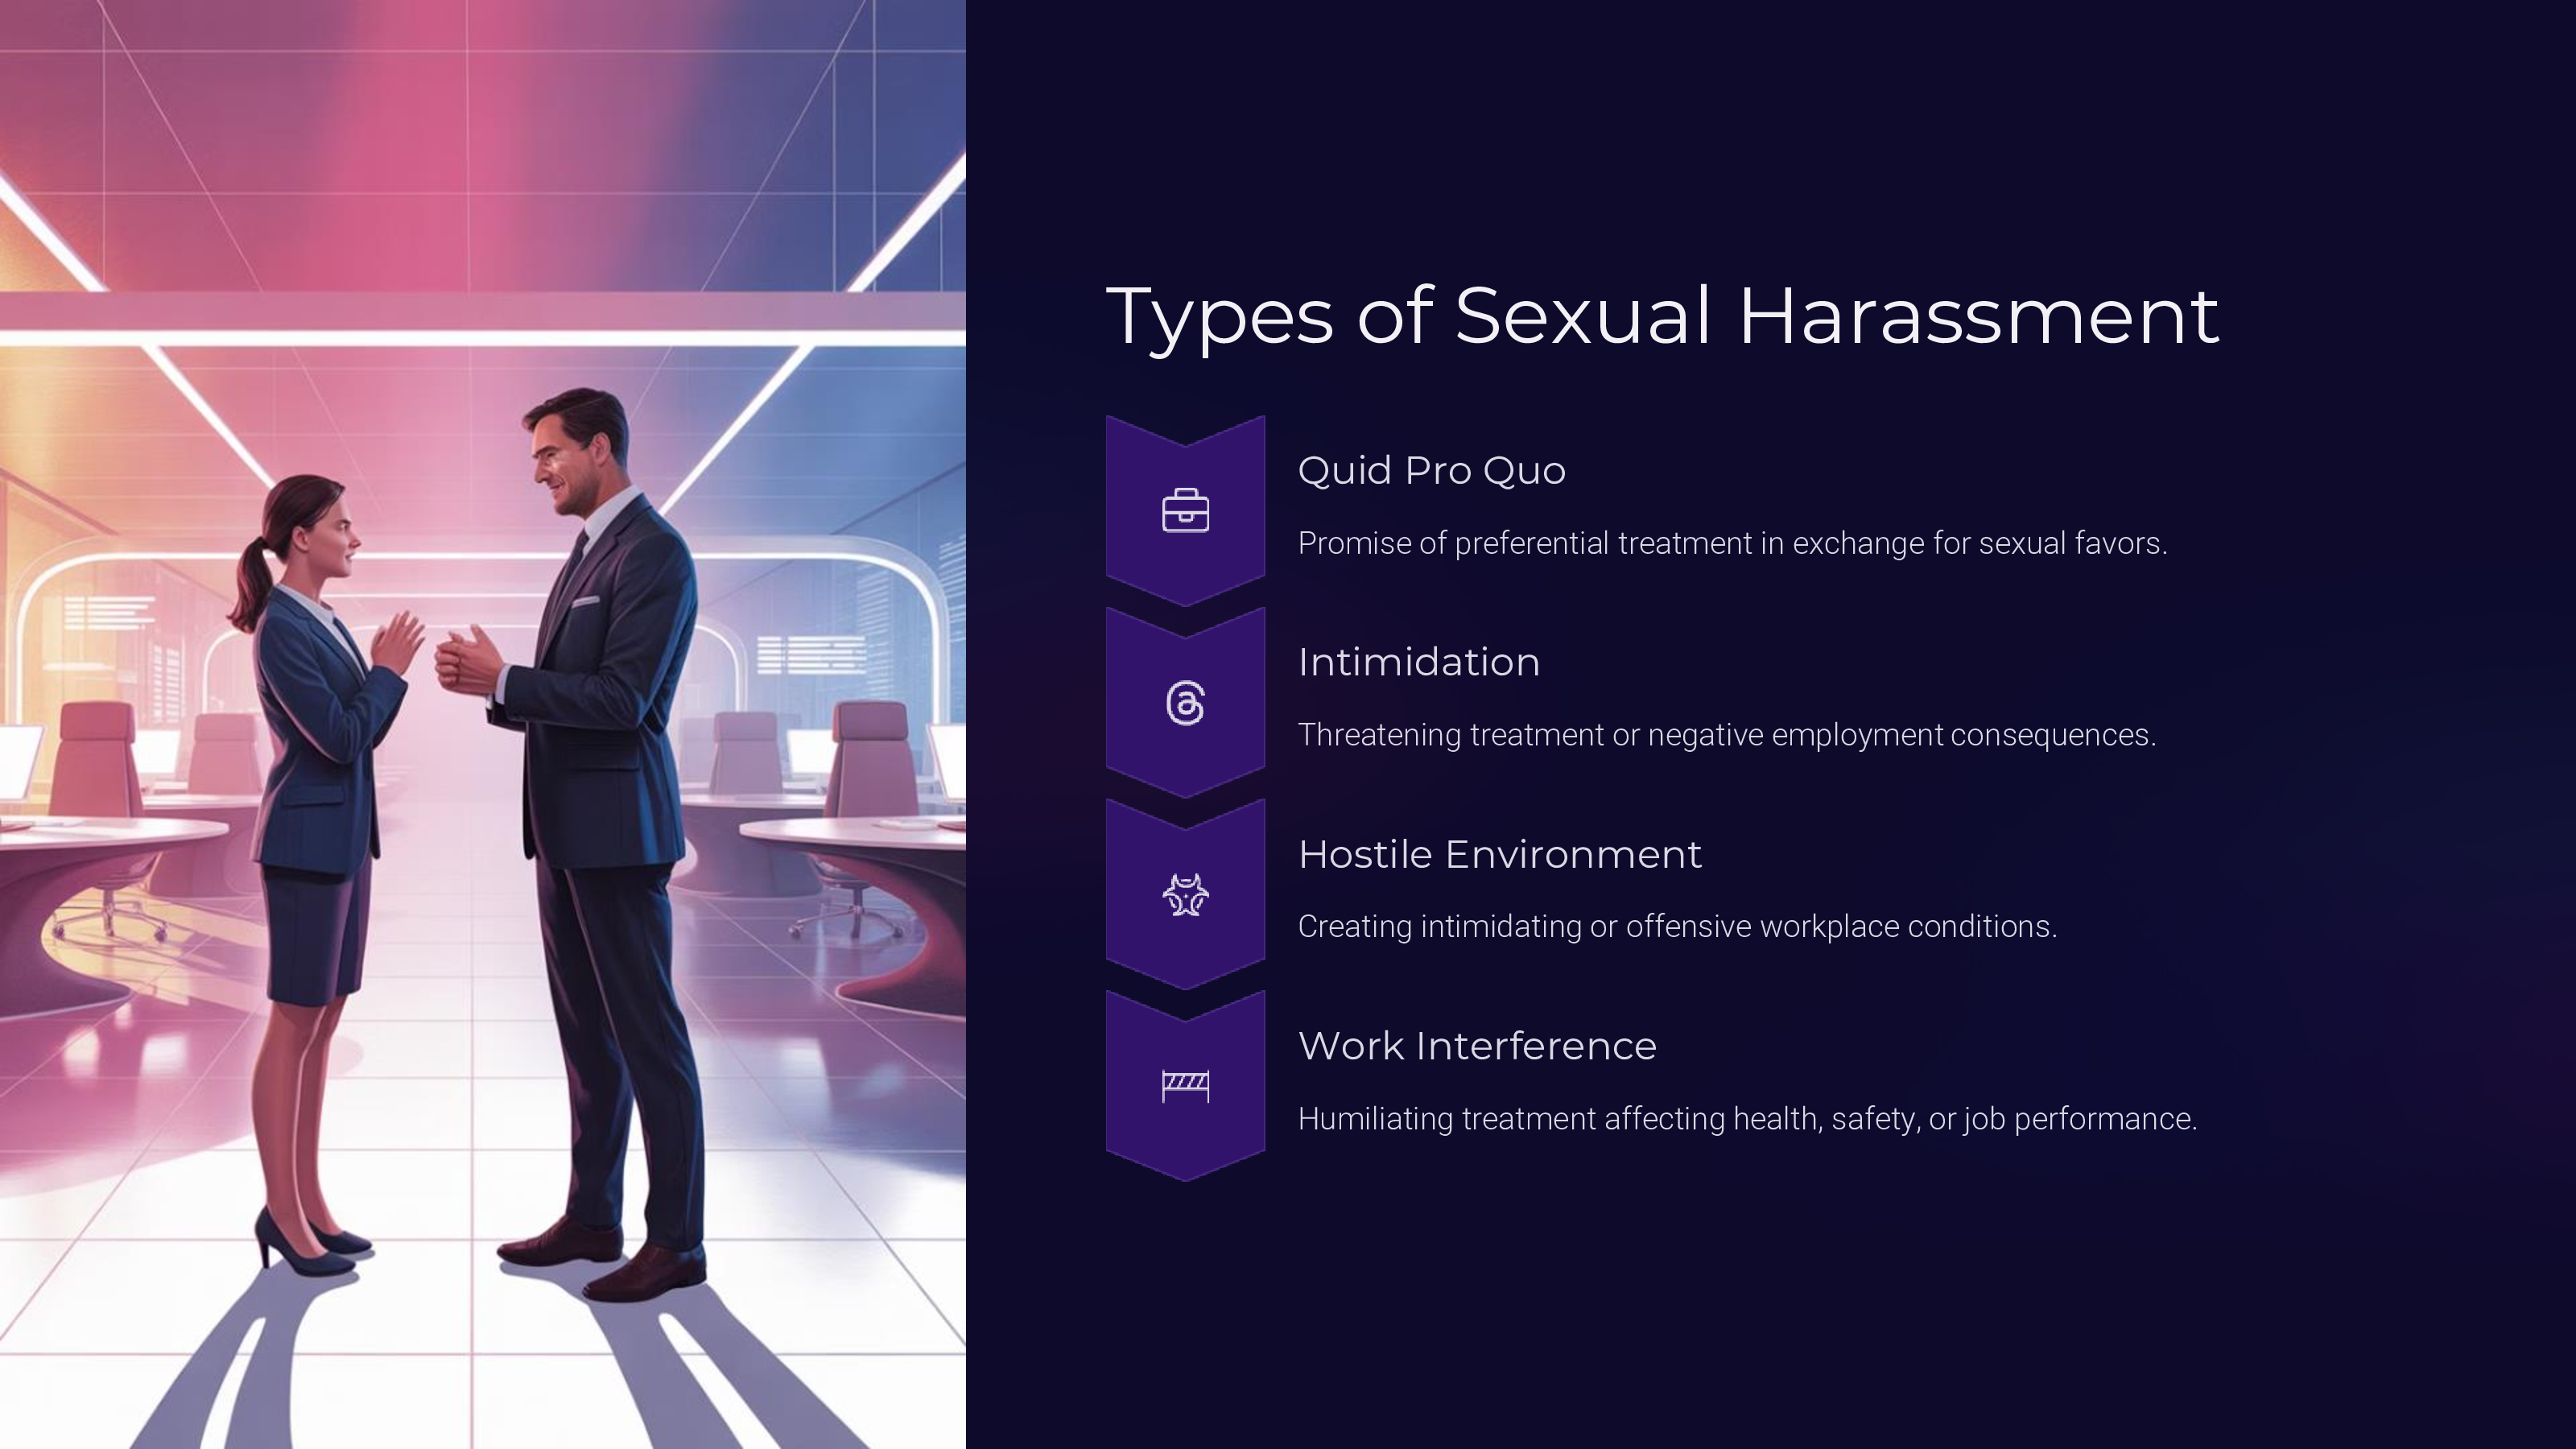 Types of Sexual Harassment
Quid Pro Quo
Promise of preferential treatment in exchange for sexual favors.
Intimidation
Threatening treatment or negative employment consequences.
Hostile Environment
Creating intimidating or offensive workplace conditions.
Work Interference
Humiliating treatment affecting health, safety, or job performance.